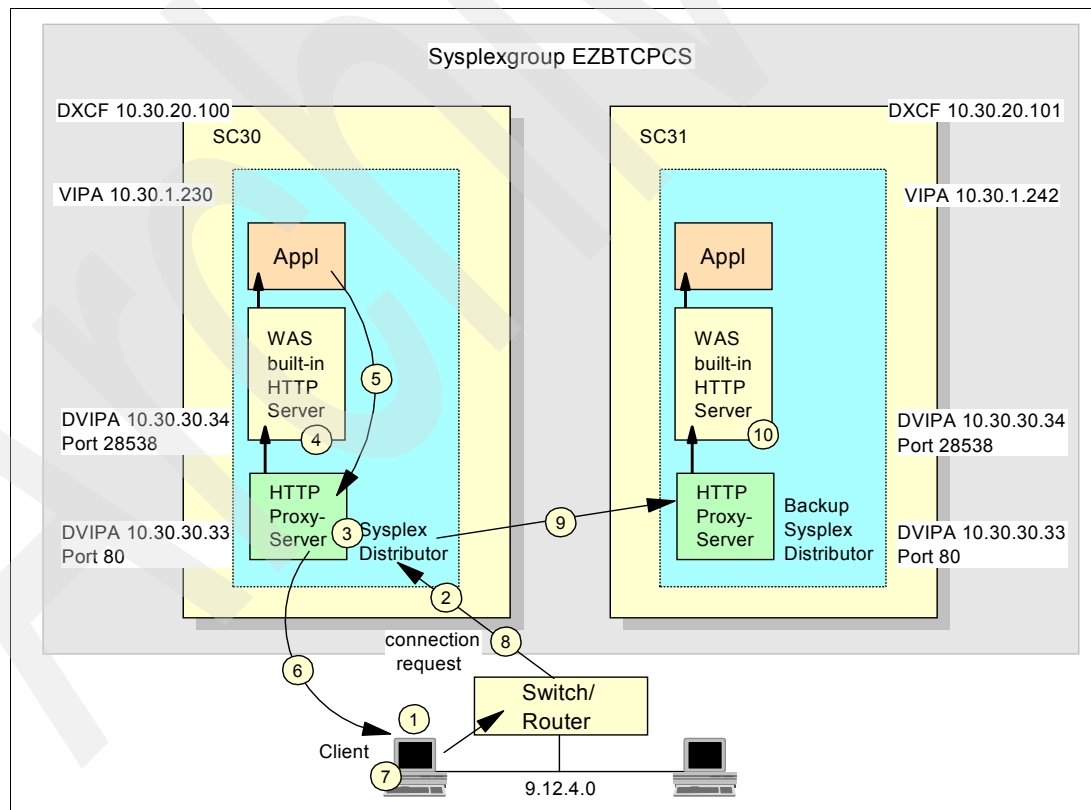 Sysplexgroup EZBTCPCS
DXCF 10.30.20.100
DXCF 10.30.20.101
SC30
SC31
VIPA 10.30.1.230
VIPA 10.30.1.242
Appl
Appl
WAS
built-in
HTTP
Server
4
5
WAS
built-in
HTTP
Server
10
DVIPA 10.30.30.34
Port 28538
DVIPA 10.30.30.34
Port 28538
HTTP
Proxy-
Server
3
Sysplex
Distributor
9
HTTP
Proxy-
Server
Backup
Sysplex
Distributor
DVIPA 10.30.30.33
Port 80
DVIPA 10.30.30.33
Port 80
2
connection
request
8
6
Switch/
Router
1
Client
7
9.12.4.0